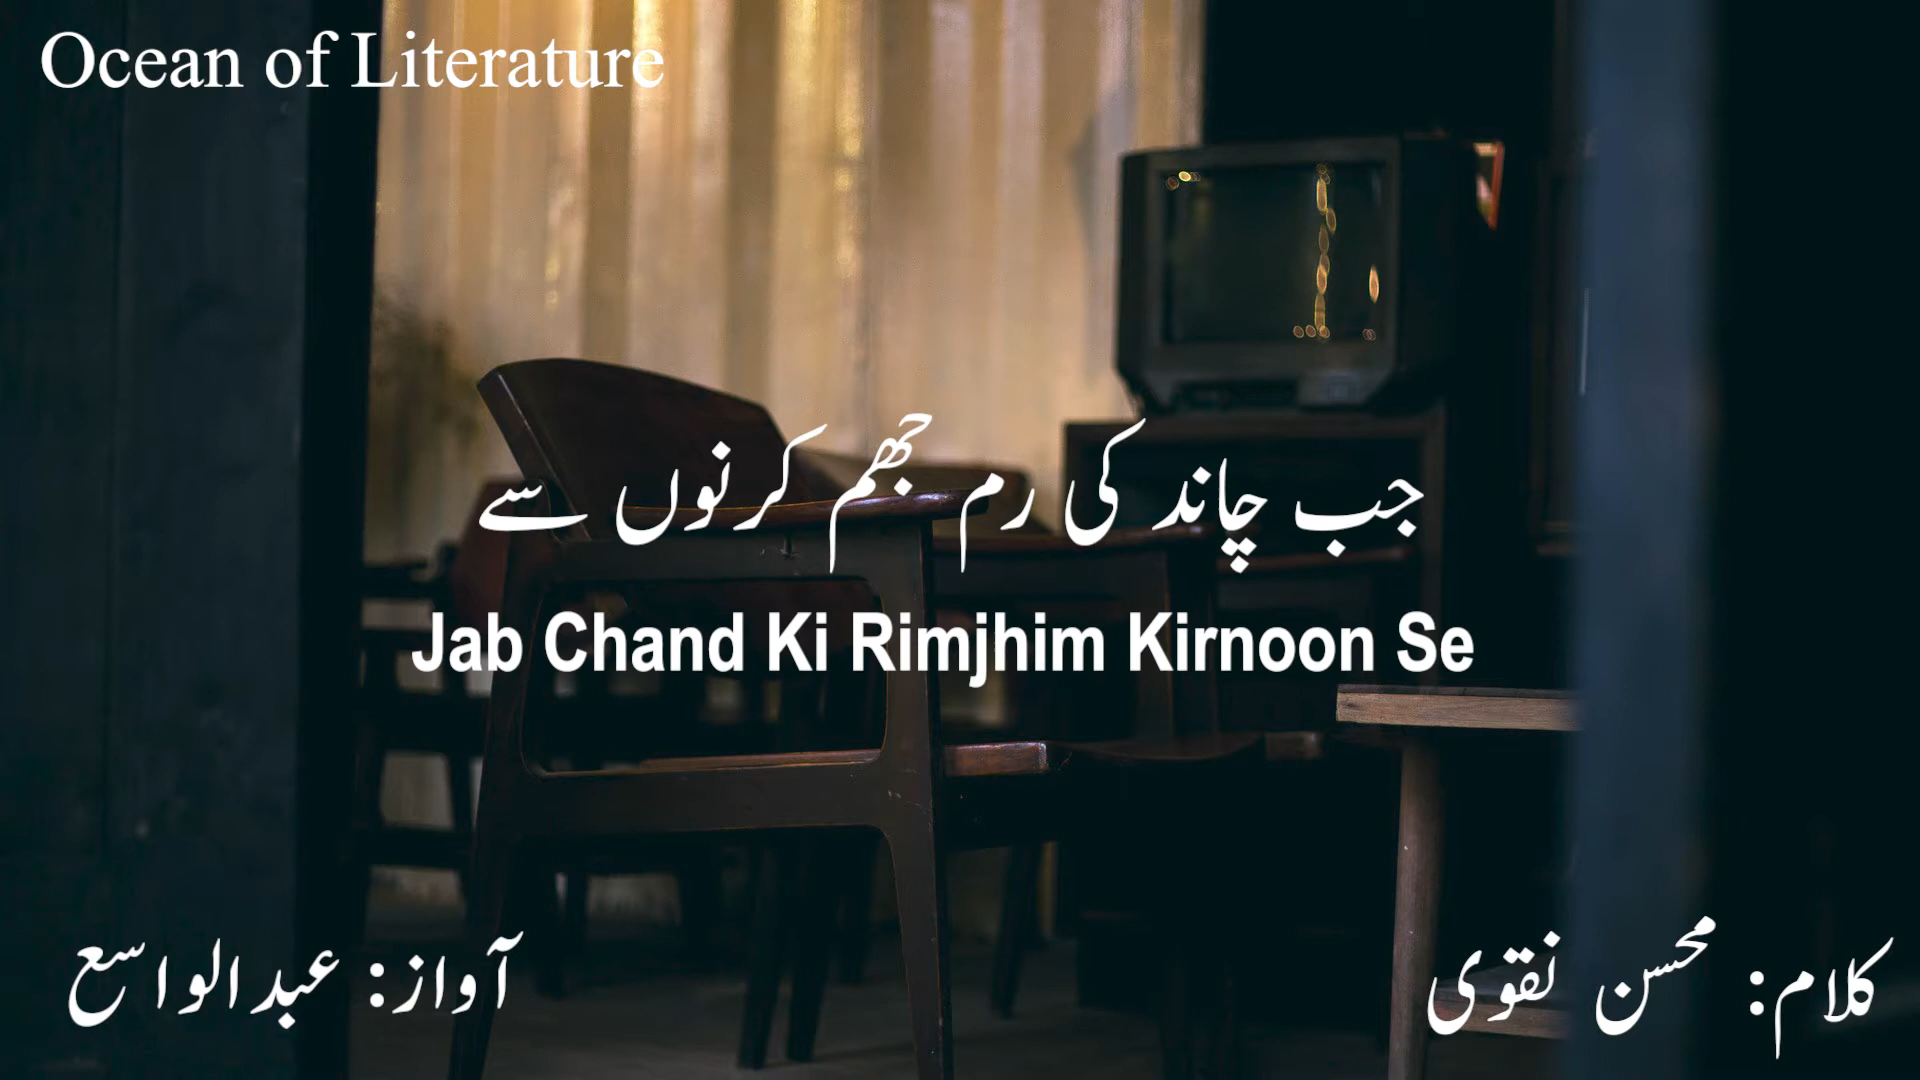 Ocean of Literature
جب چاند کی رم جھم کرنوں سے
Jab Chand Ki Rimjhim Kirnoon Se
کلام: محسن نقوی
آواز: عبدالواسع